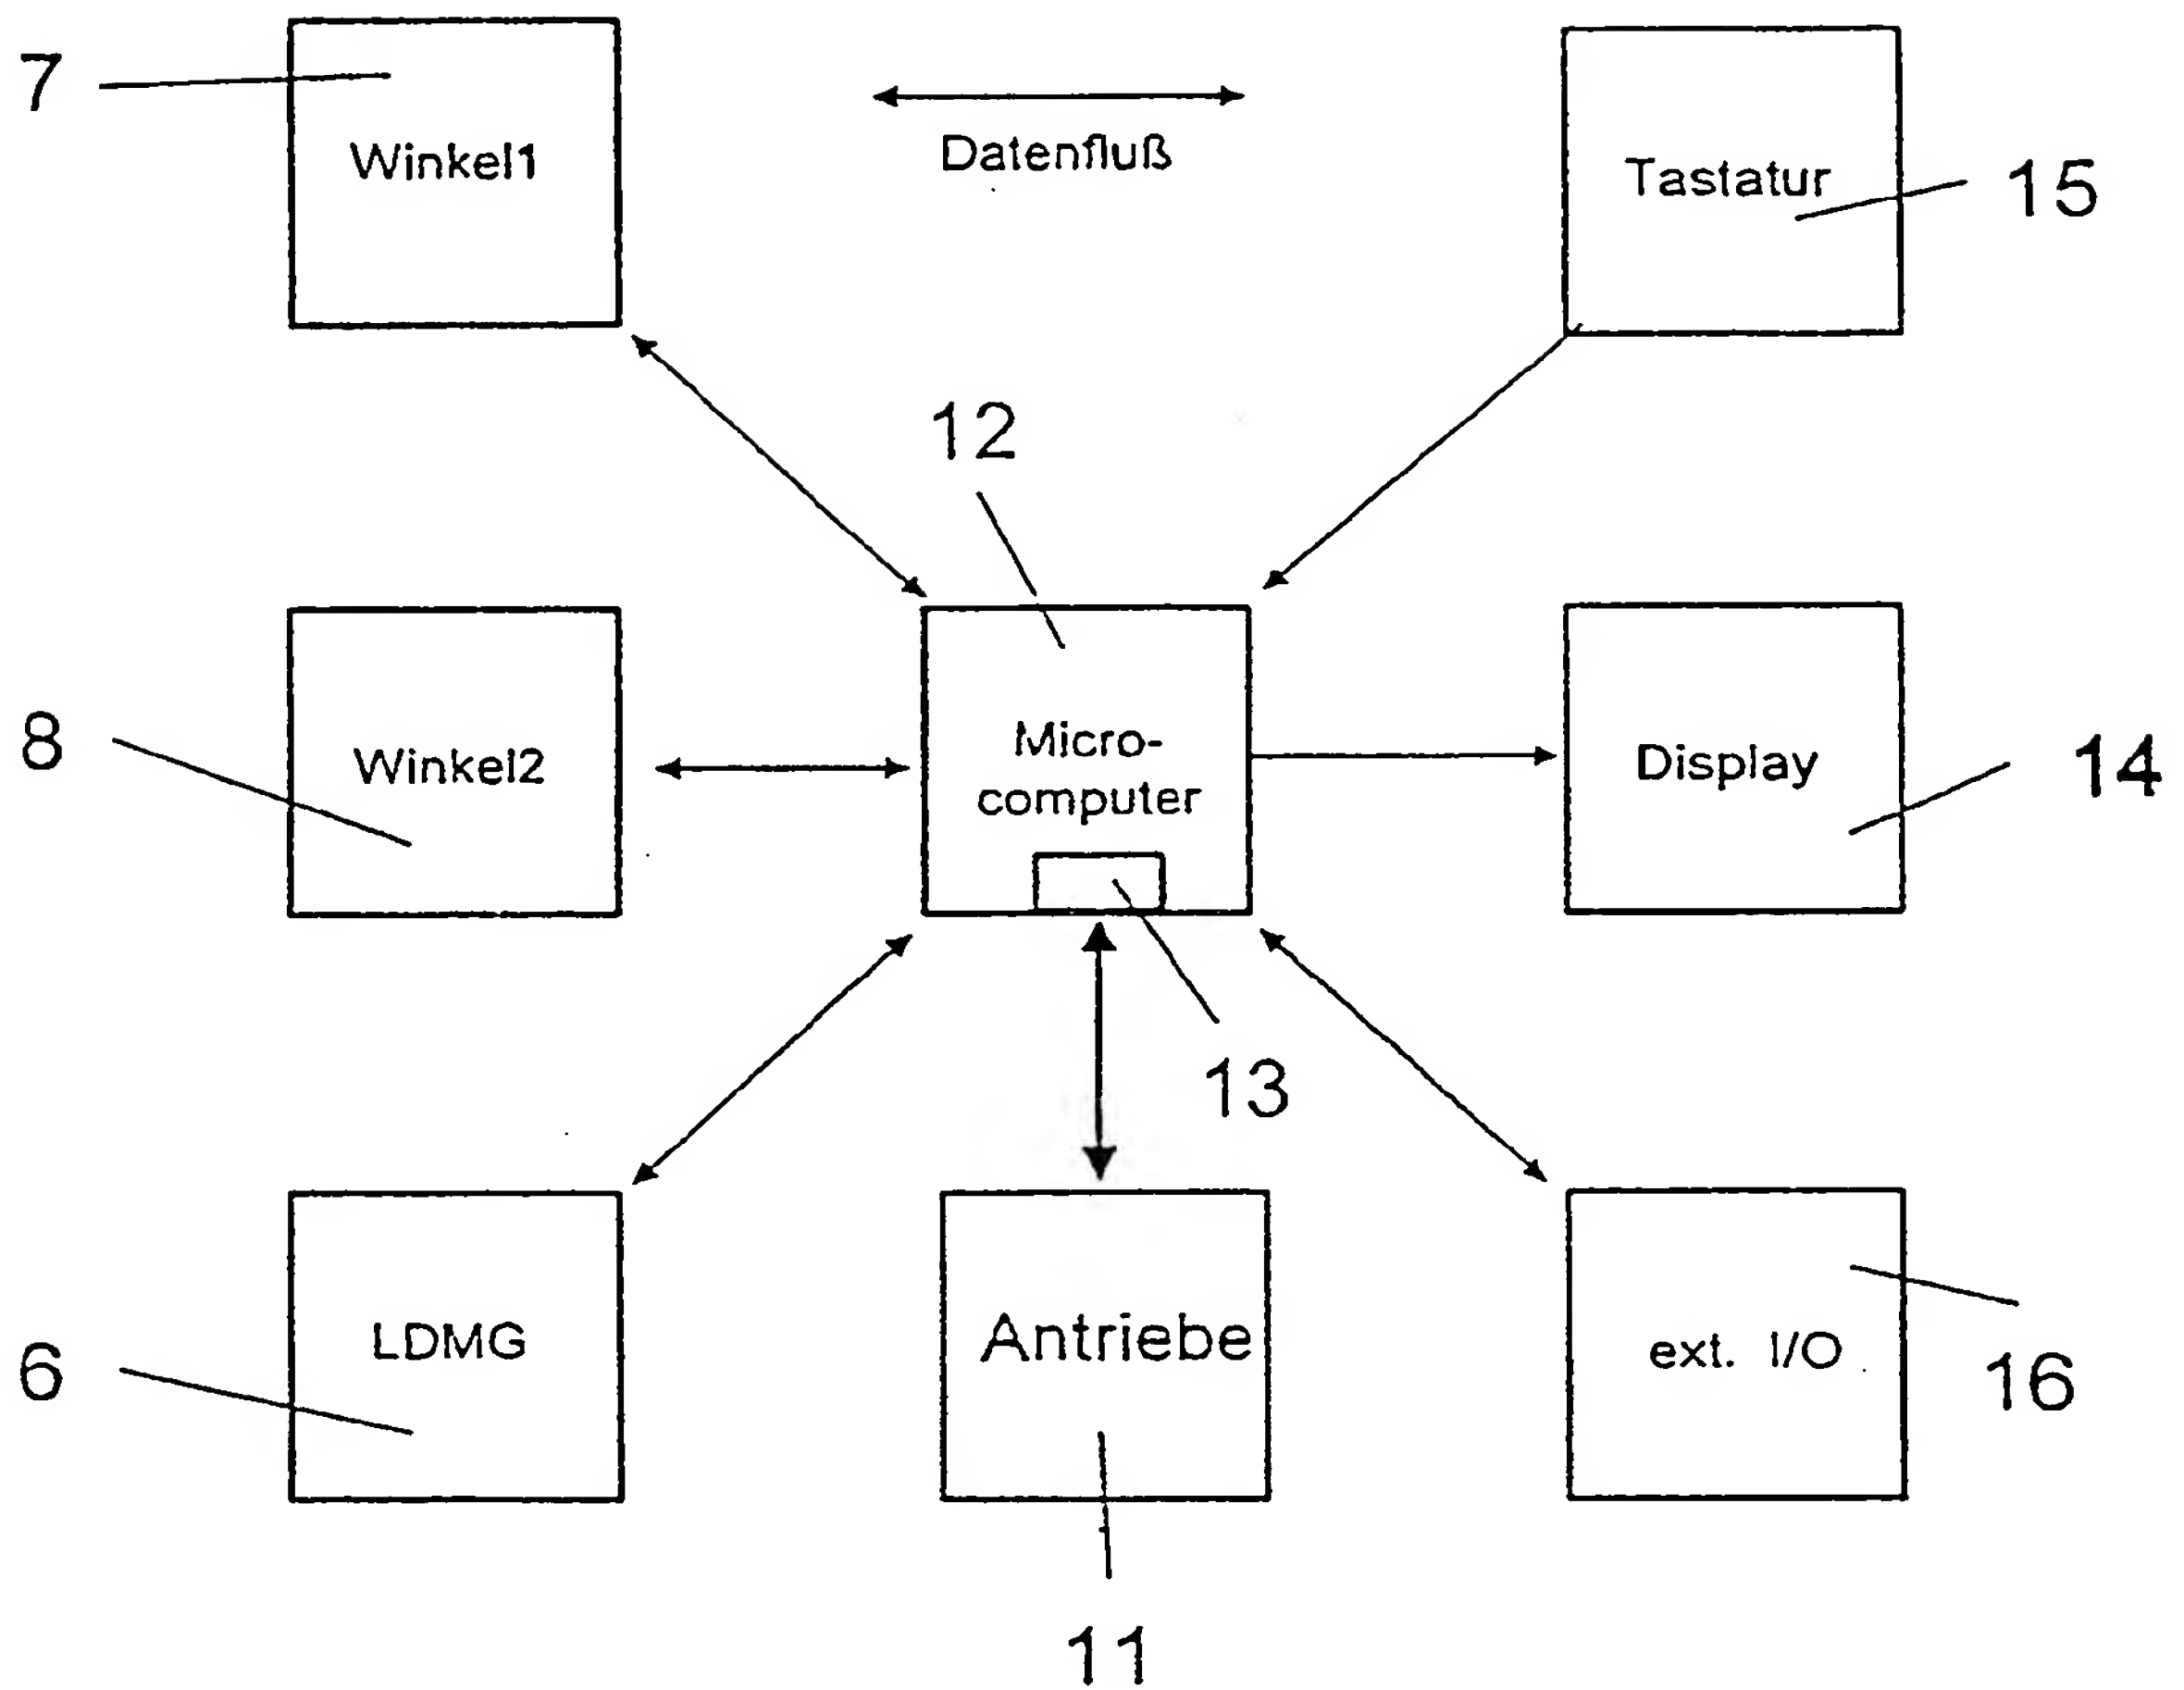 7
Winkel1
Datenfluß
Tastatur
15
12
8
Winkel2
Micro-
computer
Display
14
13
6
LDMG
Antriebe
ext. I/O
16
11